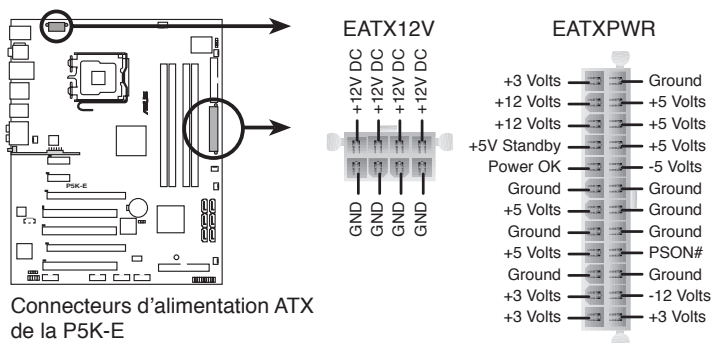 EATX12V
+12V DC
+12V DC
+12V DC
+12V DC
GND
GND
GND
GND
EATXPWR
+3 Volts
Ground
+12 Volts
+5 Volts
+12 Volts
+5 Volts
+5V Standby
+5 Volts
Power OK
-5 Volts
Ground
Ground
+5 Volts
Ground
Ground
Ground
+5 Volts
PSON#
Ground
Ground
+3 Volts
-12 Volts
+3 Volts
+3 Volts
ASUS
P5K-E
Connecteurs d’alimentation ATX
de la P5K-E